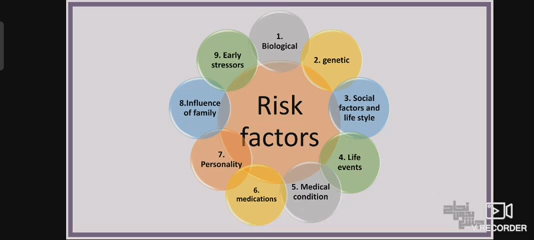 Risk
factors
1.
Biological
2. genetic
3. Social
factors and
life style
4. Life
events
5. Medical
condition
6.
medications
7.
Personality
8.Influence
of family
9. Early
stressors
RECORDER